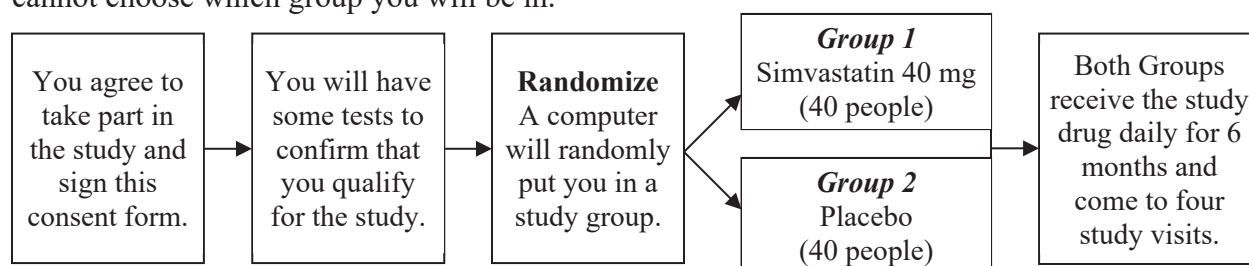 cannot choose which group you will be in.
You agree to
take part in
the study and
sign this
consent form.
You will have
some tests to
confirm that
you qualify
for the study.
Randomize
A computer
will randomly
put you in a
study group.
Group 1
Simvastatin 40 mg
(40 people)
Group 2
Placebo
(40 people)
Both Groups
receive the study
drug daily for 6
months and
come to four
study visits.